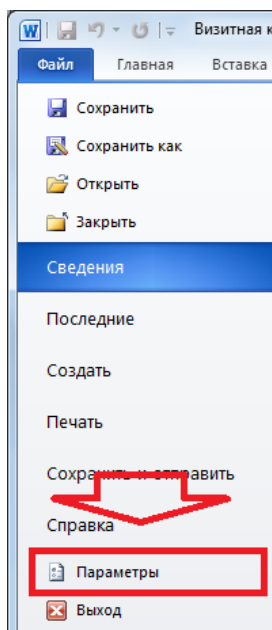 W Визитная к
Файл Главная Вставка
Сохранить
Сохранить как
Открыть
Закрыть
Сведения
Последние
Создать
Печать
Сохранить и отправить
Справка
Параметры
Выход